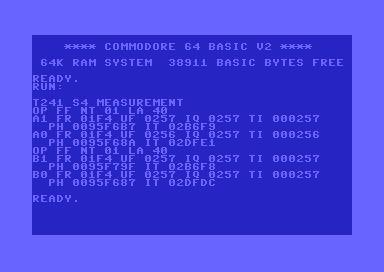 **** COMMODORE 64 BASIC V2 ****
64K RAM SYSTEM  38911 BASIC BYTES FREE
READY.
RUN:
T241 S4 MEASUREMENT
OP FF NT 01 LA 40
A1 FR 01F4 UF 0257 IQ 0257 TI 000257
PH 0095F6B7 IT 02B6F9
A0 FR 01F4 UF 0256 IQ 0257 TI 000256
PH 0095F68A IT 02DFE1
OP FF NT 01 LA 40
B1 FR 01F4 UF 0257 IQ 0257 TI 000257
PH 0095F79F IT 02B6F8
B0 FR 01F4 UF 0257 IQ 0257 TI 000257
PH 0095F687 IT 02DFDC
READY.